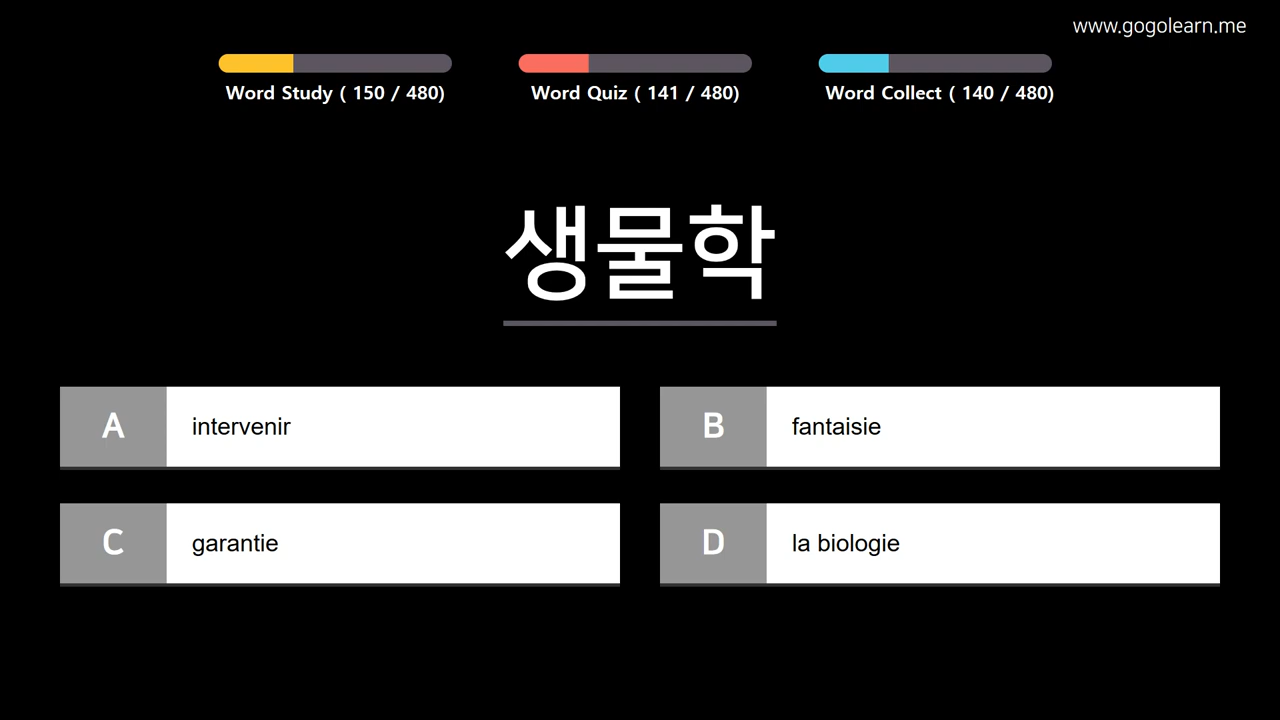 www.gogolearn.me
Word Study ( 150 / 480)
Word Quiz ( 141 / 480)
Word Collect ( 140 / 480)
생물학
A
intervenir
B
fantaisie
C
garantie
D
la biologie